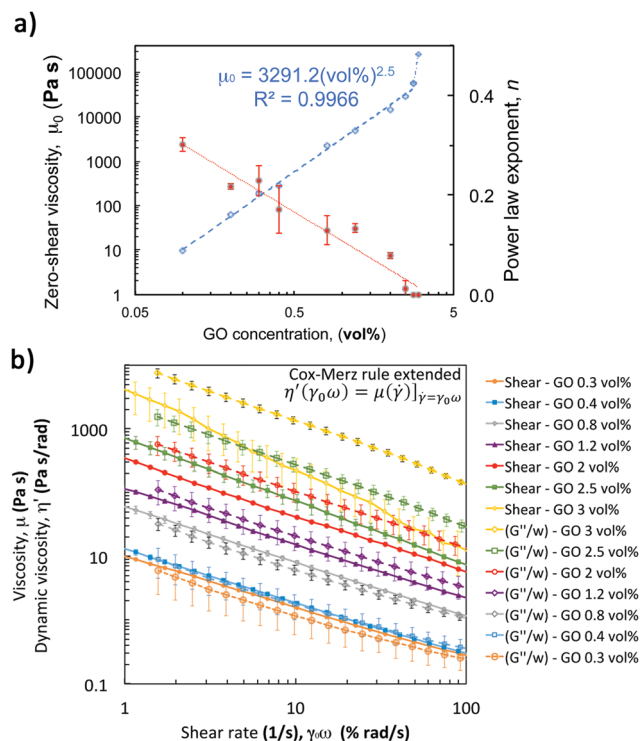 a)
μ₀ = 3291.2(vol%)^2.5
R² = 0.9966
Zero-shear viscosity, μ₀ (Pa s)
100000
10000
1000
100
10
1
0.4
0.2
0.0
Power law exponent, n
0.05
0.5
5
GO concentration, (vol%)
b)
Cox-Merz rule extended
η′(γ₀ω) = μ(γ̇)]γ̇=γ₀ω
Viscosity, μ (Pa s)
Dynamic viscosity, η' (Pa s/rad)
1000
10
0.1
1
10
100
Shear rate (1/s), γ₀ω (% rad/s)
Shear - GO 0.3 vol%
Shear - GO 0.4 vol%
Shear - GO 0.8 vol%
Shear - GO 1.2 vol%
Shear - GO 2 vol%
Shear - GO 2.5 vol%
Shear - GO 3 vol%
(G"/w) - GO 3 vol%
(G"/w) - GO 2.5 vol%
(G"/w) - GO 2 vol%
(G"/w) - GO 1.2 vol%
(G"/w) - GO 0.8 vol%
(G"/w) - GO 0.4 vol%
(G"/w) - GO 0.3 vol%